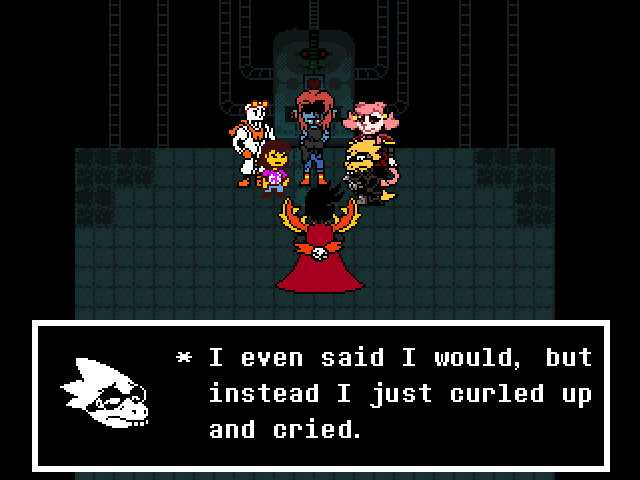 * I even said I would, but
instead I just curled up
and cried.